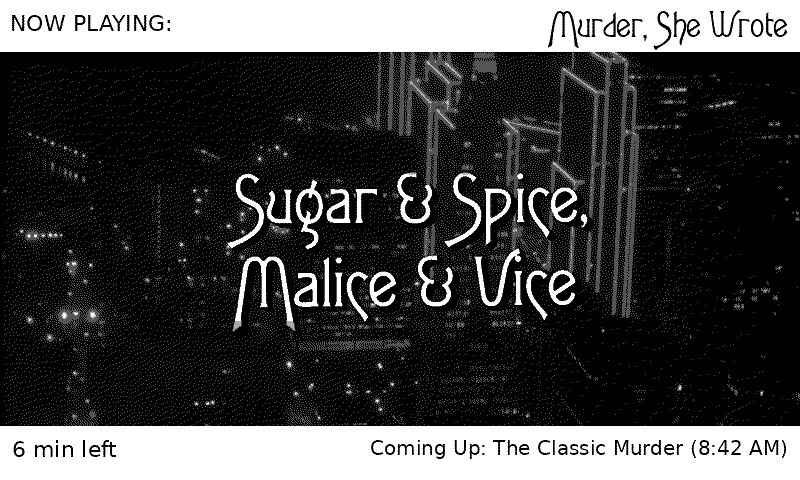 NOW PLAYING:
Murder, She Wrote
Sugar & Spice,
Malice & Vice
6 min left
Coming Up: The Classic Murder (8:42 AM)